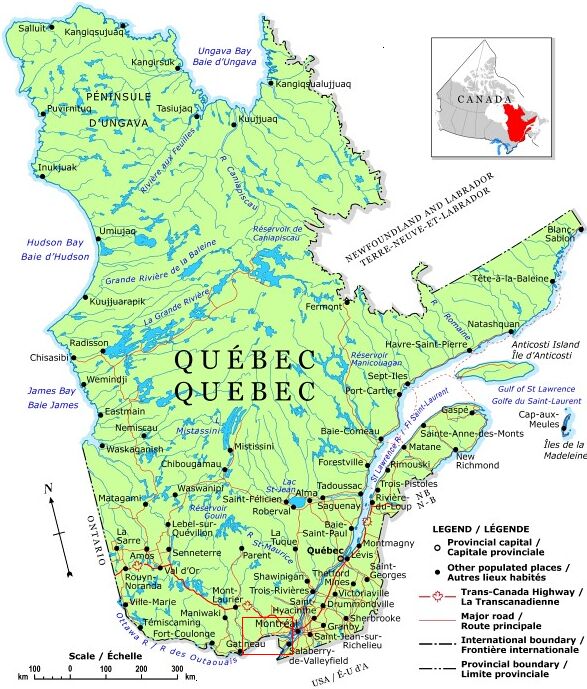 Salluit
Kangiqsujuaq
Ungava Bay
Baie d'Ungava
Kangirsuk
Kangiqsualujjuaq
PÉNINSULE
D'UNGAVA
Puvirnituq
Tasiujaq
Kuujjuaq
CANADA
Rivière aux Feuilles
R. Caniapiscau
Inukjuak
NEWFOUNDLAND AND LABRADOR
TERRE-NEUVE-ET-LABRADOR
Umiujaq
Hudson Bay
Baie d'Hudson
Réservoir de
Caniapiscau
Blanc-
Sablon
Grande Rivière de la Baleine
Tête-à-la-Baleine
Kuujjuarapik
La Grande Rivière
Fermont
R. Romaine
Natashquan
Radisson
Chisasibi
Havre-Saint-Pierre
Anticosti Island
Île d'Anticosti
QUÉBEC
QUEBEC
Réservoir
Manicouagan
Wemindji
Sept-Iles
Port-Cartier
Gulf of St Lawrence
Golfe du Saint-Laurent
James Bay
Baie James
Eastmain
Mistassini
Gaspé
Cap-aux-
Meules
Nemiscau
Baie-Comeau
St Lawrence R / Fl Saint-Laurent
Sainte-Anne-des-Monts
Îles de la
Madeleine
Waskaganish
Mistissini
Matane
New
Richmond
Chibougamau
Forestville
Rimouski
N
Waswanipi
Lac
St-Jean
Tadoussac
Trois-Pistoles
Matagami
Saint-Félicien
Alma
Rivière-
du-Loup
NB
N-B
Réservoir
Gouin
Roberval
Saguenay
ONTARIO
Lebel-sur-
Quévillon
Baie-
Saint-Paul
LEGEND / LÉGENDE
Provincial capital /
Capitale provinciale
La
Sarre
Amos
Senneterre
Parent
R St-Maurice
La
Tuque
Montmagny
Québec
Lévis
Other populated places /
Autres lieux habités
Rouyn-
Noranda
Val d'Or
Shawinigan
Thetford
Mines
Saint-
Georges
Trans-Canada Highway /
La Transcanadienne
Mont-
Laurier
Trois-Rivières
Victoriaville
Ville-Marie
Maniwaki
Saint-
Hyacinthe
Drummondville
Major road /
Route principale
Témiscaming
Montréal
Granby
Sherbrooke
International boundary /
Frontière internationale
Fort-Coulonge
Saint-Jean-sur-
Richelieu
Ottawa R / R des Outaouais
Gatineau
Salaberry-
de-Valleyfield
Provincial boundary /
Limite provinciale
Scale / Échelle
USA / É-U d'A
100 0 100 200 300
km km